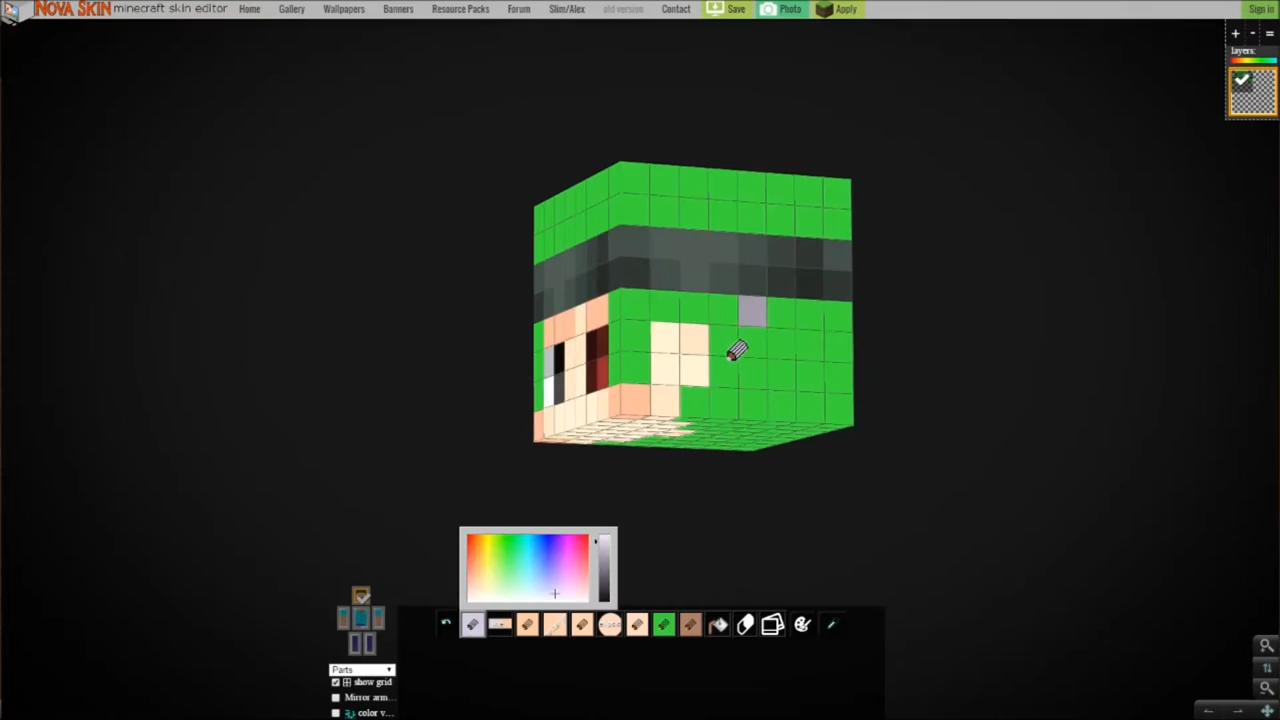 NOVA SKIN minecraft skin editor Home Gallery Wallpapers Banners Resource Packs Forum Slim/Alex old version Contact Save Photo Apply Sign in
+ - =
layers:
Parts
show grid
Mirror arm...
color v...